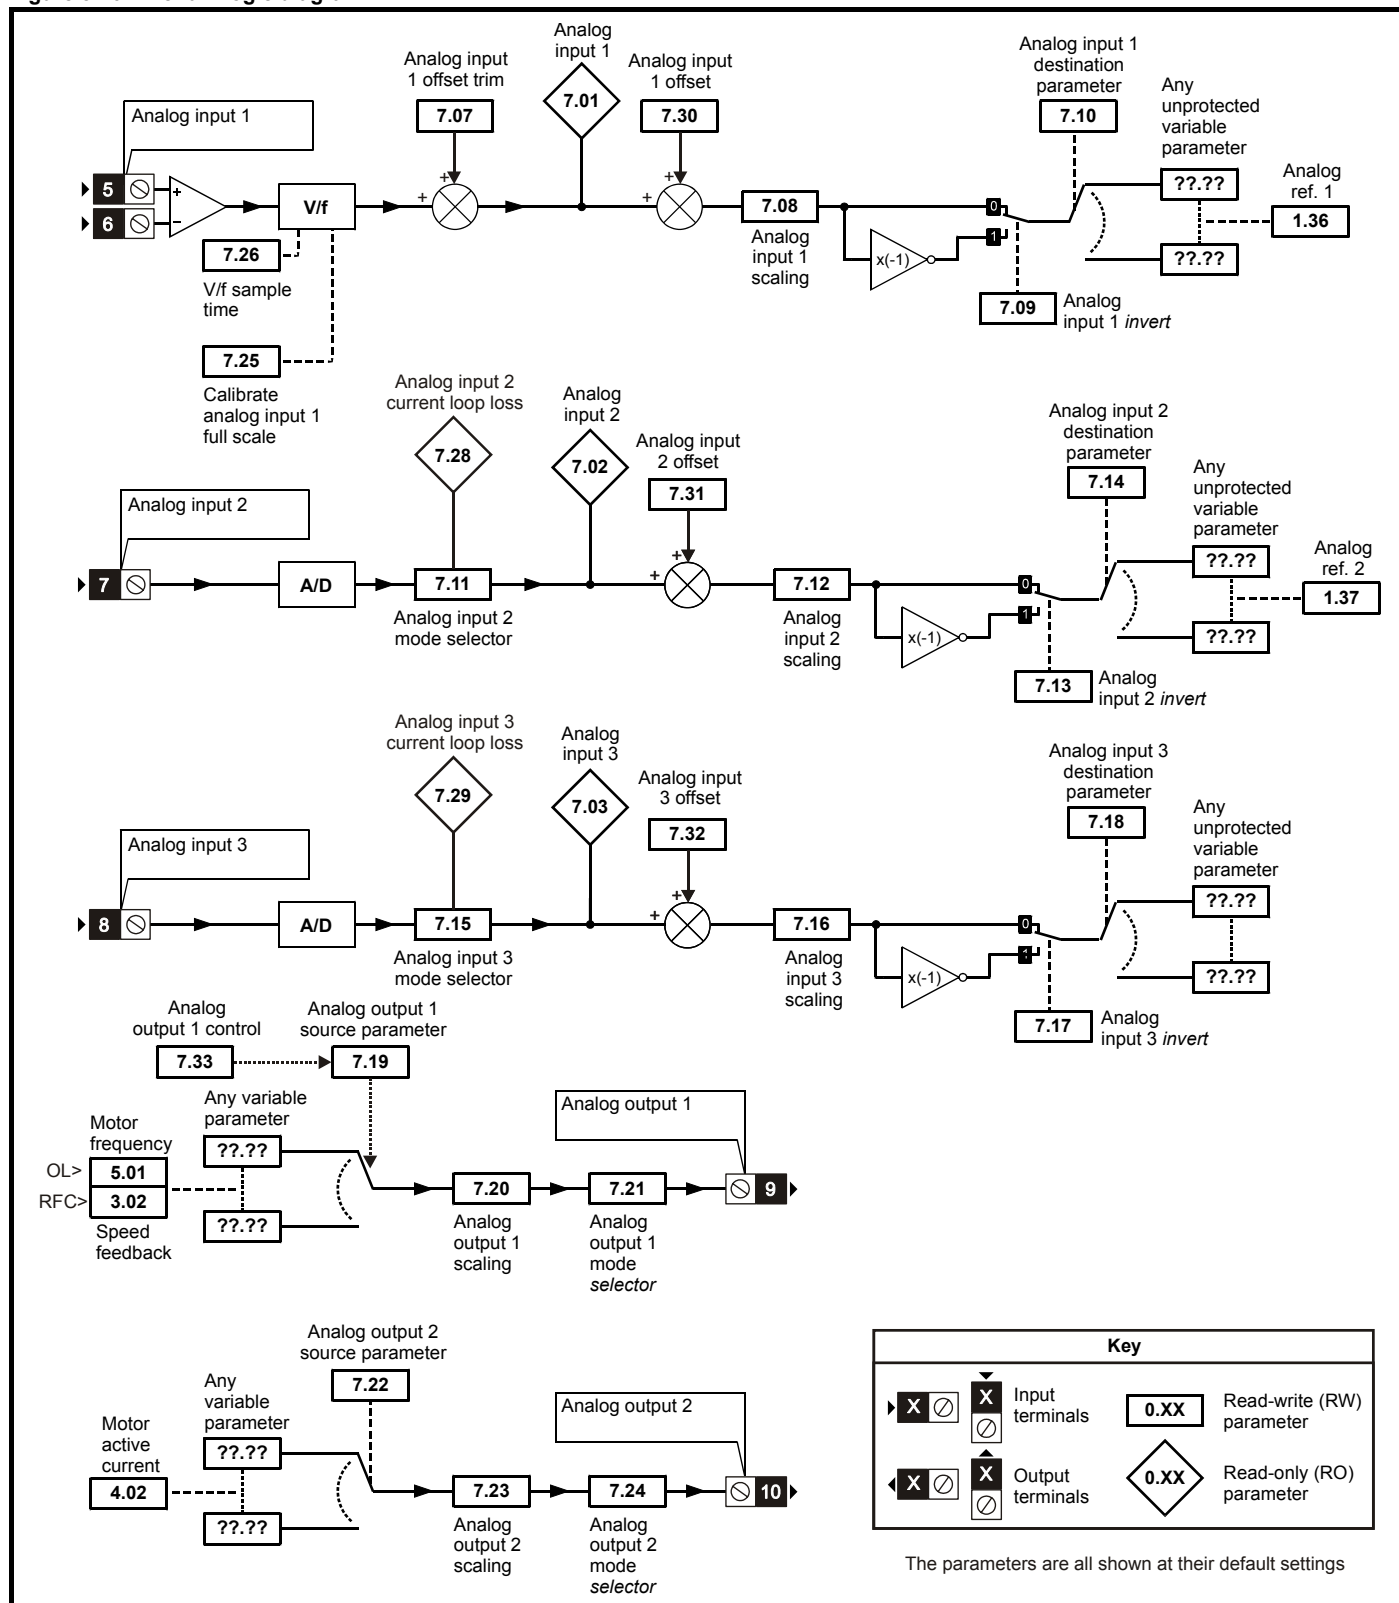 Analog input
1 offset trim
7.07
Analog
input 1
7.01
Analog input
1 offset
7.30
Analog input 1
destination
parameter
7.10
Any
unprotected
variable
parameter
??.??
??.??
Analog
ref. 1
1.36
Analog input 1
5
6
+
−
V/f
+
+
+
+
7.08
Analog
input 1
scaling
x(-1)
0
1
7.09
Analog
input 1 invert
7.26
V/f sample
time
7.25
Calibrate
analog input 1
full scale
Analog input 2
current loop loss
7.28
Analog
input 2
7.02
Analog input
2 offset
7.31
Analog input 2
destination
parameter
7.14
Any
unprotected
variable
parameter
??.??
??.??
Analog
ref. 2
1.37
Analog input 2
7
A/D
7.11
Analog input 2
mode selector
+
+
7.12
Analog
input 2
scaling
x(-1)
0
1
7.13
Analog
input 2 invert
Analog input 3
current loop loss
7.29
Analog
input 3
7.03
Analog input
3 offset
7.32
Analog input 3
destination
parameter
7.18
Any
unprotected
variable
parameter
??.??
??.??
Analog input 3
8
A/D
7.15
Analog input 3
mode selector
+
+
7.16
Analog
input 3
scaling
x(-1)
0
1
7.17
Analog
input 3 invert
Analog
output 1 control
7.33
Analog output 1
source parameter
7.19
Any variable
parameter
??.??
??.??
Motor
frequency
OL>
5.01
RFC>
3.02
Speed
feedback
7.20
Analog
output 1
scaling
7.21
Analog
output 1
mode
selector
Analog output 1
9
Analog output 2
source parameter
7.22
Any
variable
parameter
??.??
??.??
Motor
active
current
4.02
7.23
Analog
output 2
scaling
7.24
Analog
output 2
mode
selector
Analog output 2
10
Key
X
X
Input
terminals
0.XX
Read-write (RW)
parameter
X
X
Output
terminals
0.XX
Read-only (RO)
parameter
The parameters are all shown at their default settings